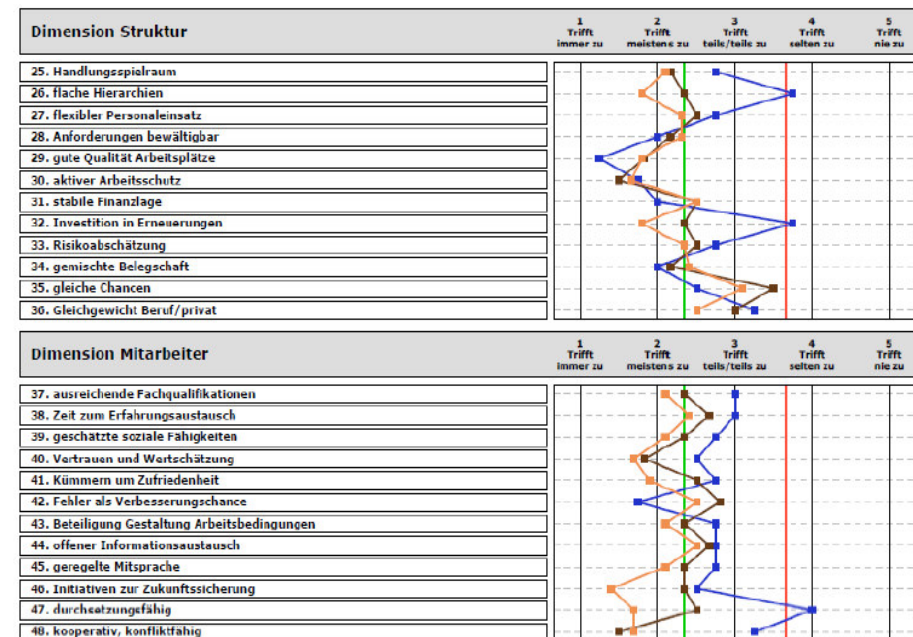 Dimension Struktur
1 2 3 4 5
Trifft Trifft Trifft Trifft Trifft
immer zu meistens zu teils/teils zu selten zu nie zu
25. Handlungsspielraum
26. flache Hierarchien
27. flexibler Personaleinsatz
28. Anforderungen bewältigbar
29. gute Qualität Arbeitsplätze
30. aktiver Arbeitsschutz
31. stabile Finanzlage
32. Investition in Erneuerungen
33. Risikoabschätzung
34. gemischte Belegschaft
35. gleiche Chancen
36. Gleichgewicht Beruf/privat
Dimension Mitarbeiter
1 2 3 4 5
Trifft Trifft Trifft Trifft Trifft
immer zu meistens zu teils/teils zu selten zu nie zu
37. ausreichende Fachqualifikationen
38. Zeit zum Erfahrungsaustausch
39. geschätzte soziale Fähigkeiten
40. Vertrauen und Wertschätzung
41. Kümmern um Zufriedenheit
42. Fehler als Verbesserungschance
43. Beteiligung Gestaltung Arbeitsbedingungen
44. offener Informationsaustausch
45. geregelte Mitsprache
46. Initiativen zur Zukunftssicherung
47. durchsetzungsfähig
48. kooperativ, konfliktfähig